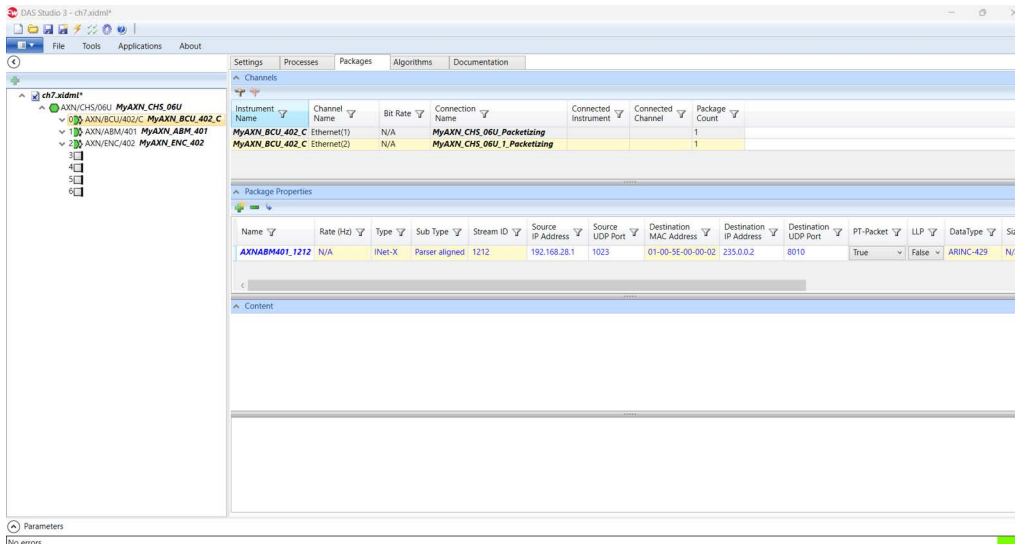 DAS Studio 3 - ch7.xidml*
File Tools Applications About
Settings Processes Packages Algorithms Documentation
Channels
ch7.xidml*
AXN/CHS/06U MyAXN_CHS_06U
0 AXN/BCU/402/C MyAXN_BCU_402_C
1 AXN/ABM/401 MyAXN_ABM_401
2 AXN/ENC/402 MyAXN_ENC_402
3
4
5
6
Instrument Name Channel Name Bit Rate Connection Name Connected Instrument Connected Channel Package Count
MyAXN_BCU_402_C Ethernet(1) N/A MyAXN_CHS_06U_Packetizing 1
MyAXN_BCU_402_C Ethernet(2) N/A MyAXN_CHS_06U_1_Packetizing 1
Package Properties
Name Rate (Hz) Type Sub Type Stream ID Source IP Address Source UDP Port Destination MAC Address Destination IP Address Destination UDP Port PT-Packet LLP DataType Siz
AXNABM401_1212 N/A INet-X Parser aligned 1212 192.168.28.1 1023 01-00-5E-00-00-02 235.0.0.2 8010 True False ARINC-429 N/
Content
Parameters
No errors